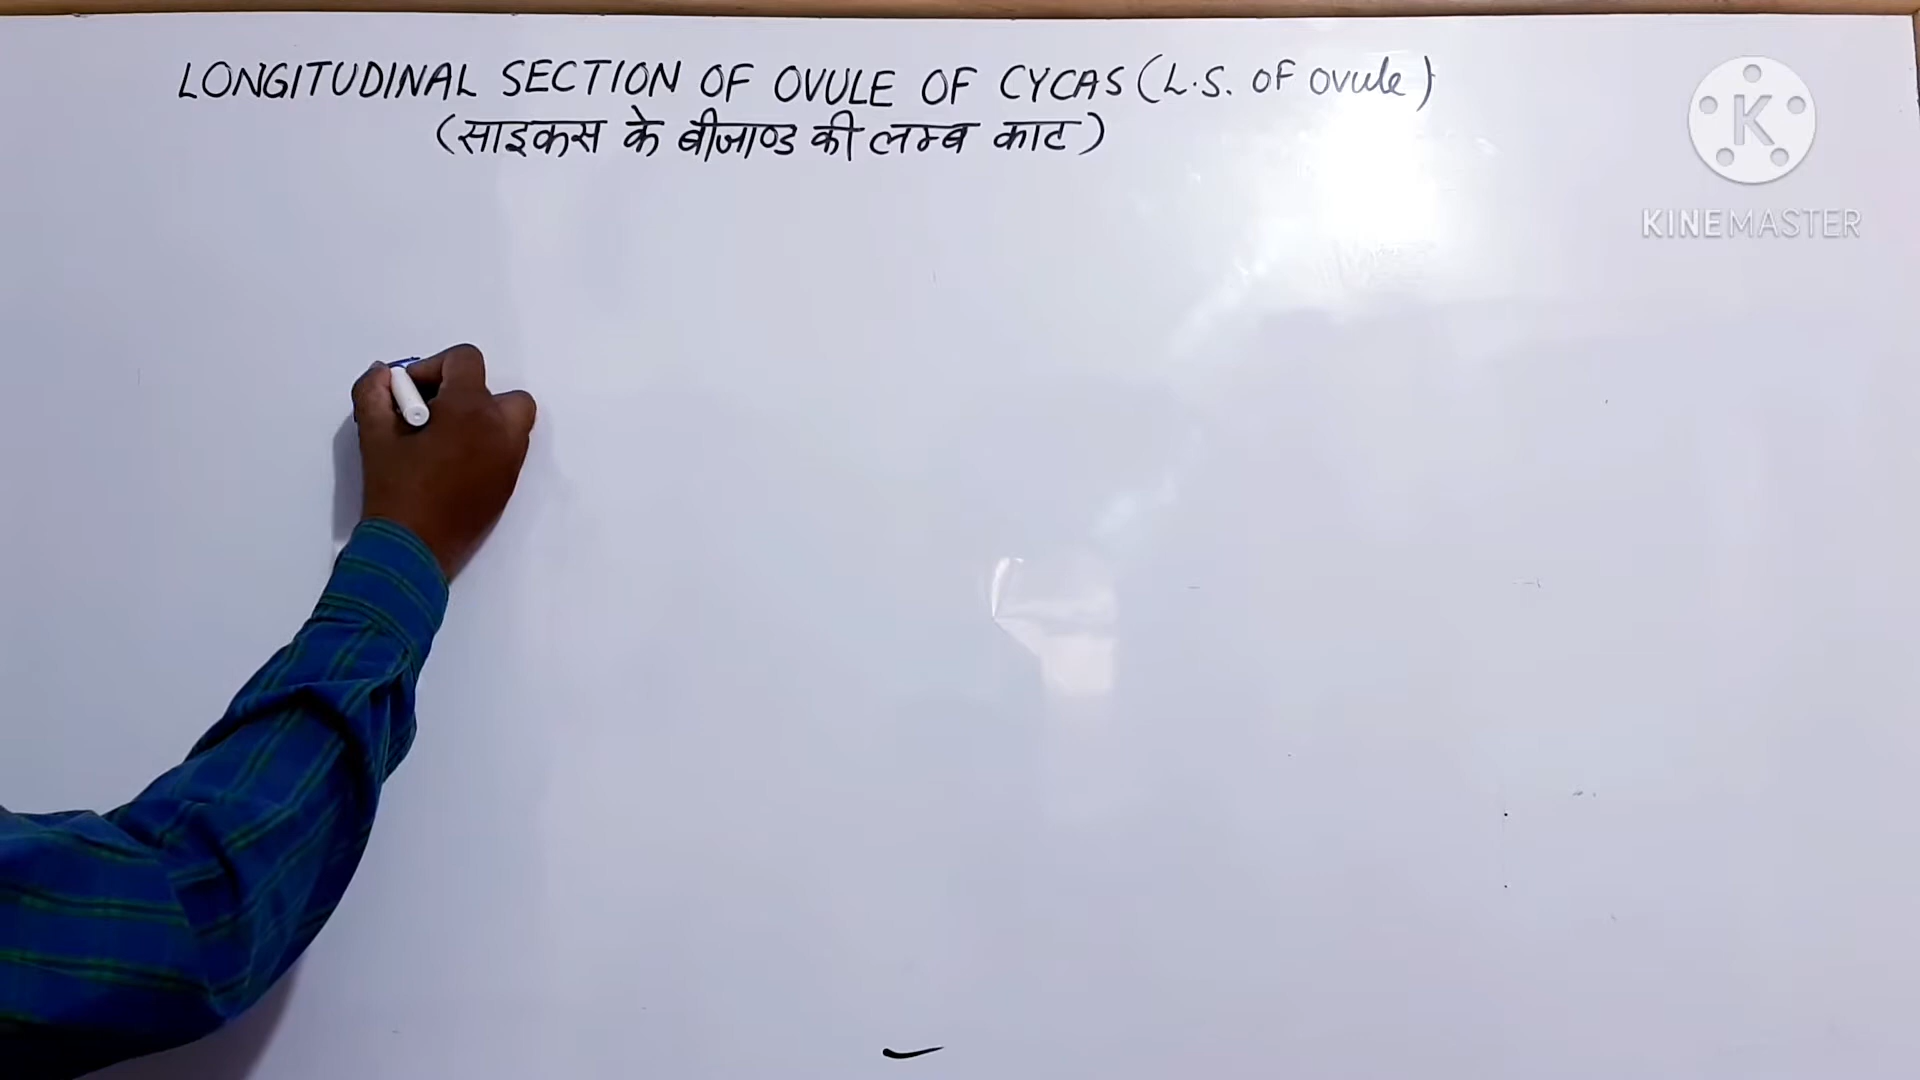 LONGITUDINAL SECTION OF OVULE OF CYCAS (L.S. OF Ovule)
(साइकस के बीजाण्ड की लम्ब काट)
K
KINEMASTER